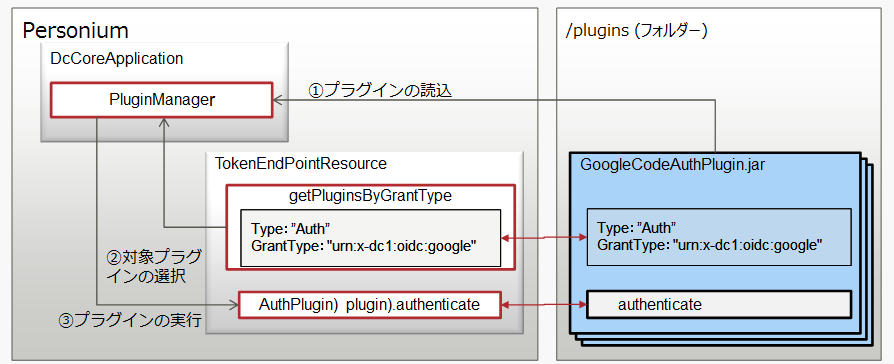 Personium
/plugins (フォルダー)
DcCoreApplication
PluginManager
①プラグインの読込
TokenEndPointResource
GoogleCodeAuthPlugin.jar
getPluginsByGrantType
Type："Auth"
GrantType："urn:x-dc1:oidc:google"
Type："Auth"
GrantType："urn:x-dc1:oidc:google"
②対象プラグ
インの選択
AuthPlugin) plugin).authenticate
authenticate
③プラグインの実行